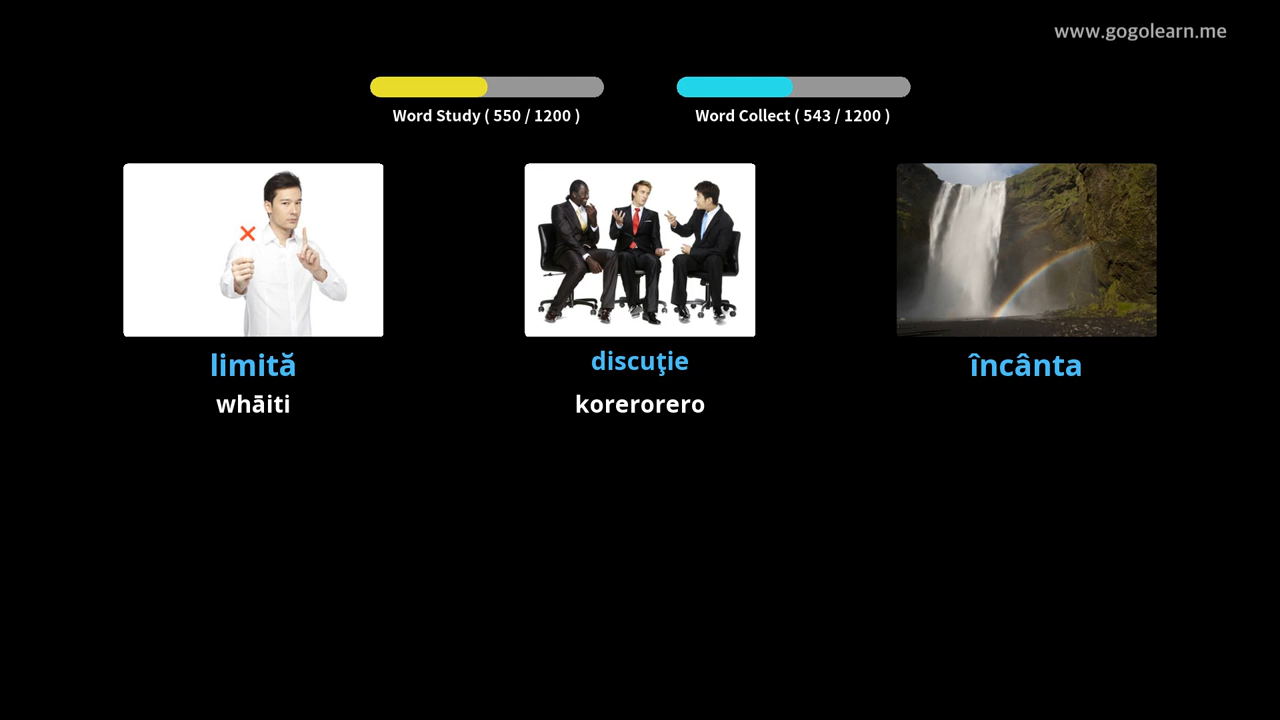 www.gogolearn.me
Word Study ( 550 / 1200 )
Word Collect ( 543 / 1200 )
limită
discuţie
încânta
whāiti
korerorero